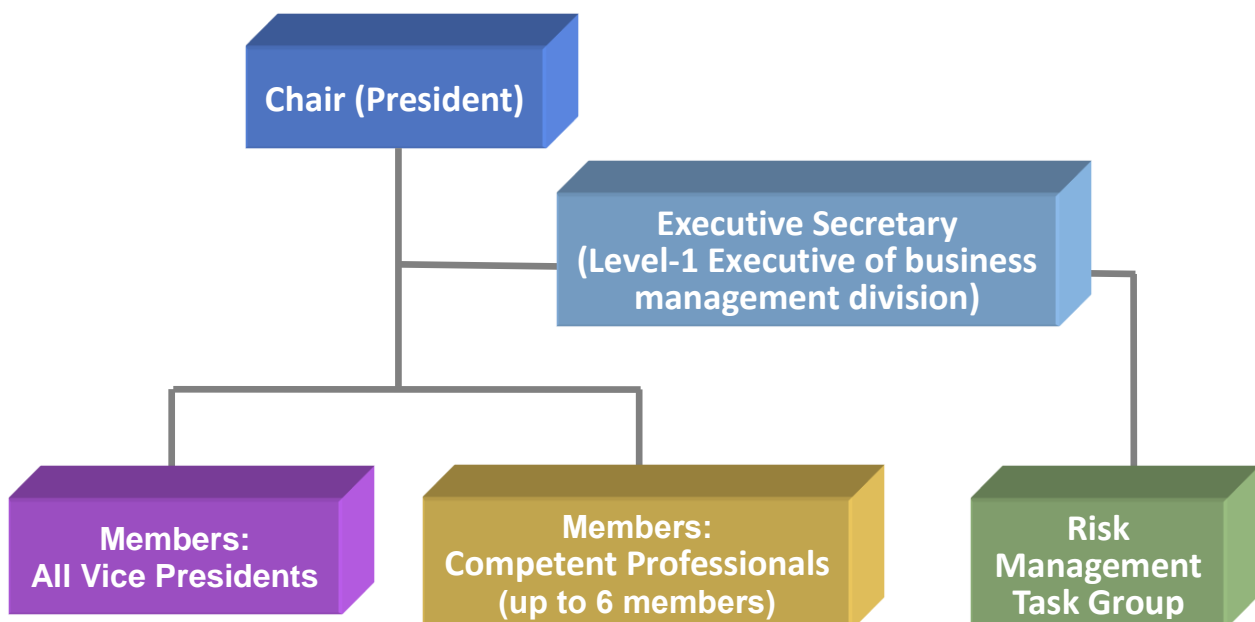 Chair (President)
Executive Secretary
(Level-1 Executive of business
management division)
Members:
All Vice Presidents
Members:
Competent Professionals
(up to 6 members)
Risk
Management
Task Group